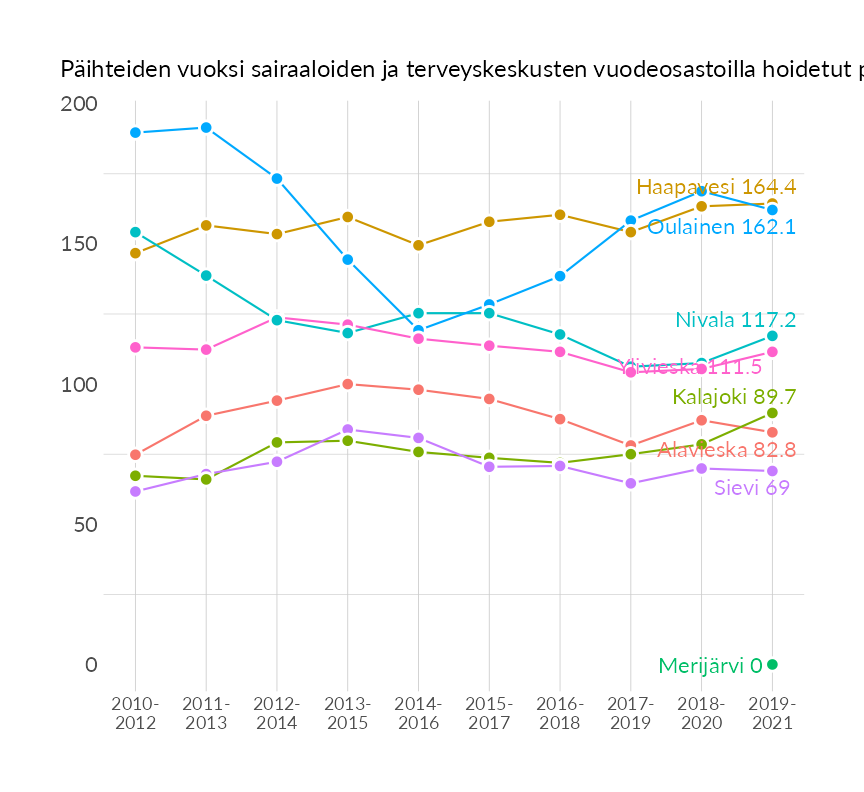 Päihteiden vuoksi sairaaloiden ja terveyskeskusten vuodeosastoilla hoidetut
200
150
100
50
0
Haapavesi 164.4
Oulainen 162.1
Nivala 117.2
Ylivieska 111.5
Kalajoki 89.7
Alavieska 82.8
Sievi 69
Merijärvi 0
2010- 2011- 2012- 2013- 2014- 2015- 2016- 2017- 2018- 2019-
2012 2013 2014 2015 2016 2017 2018 2019 2020 2021